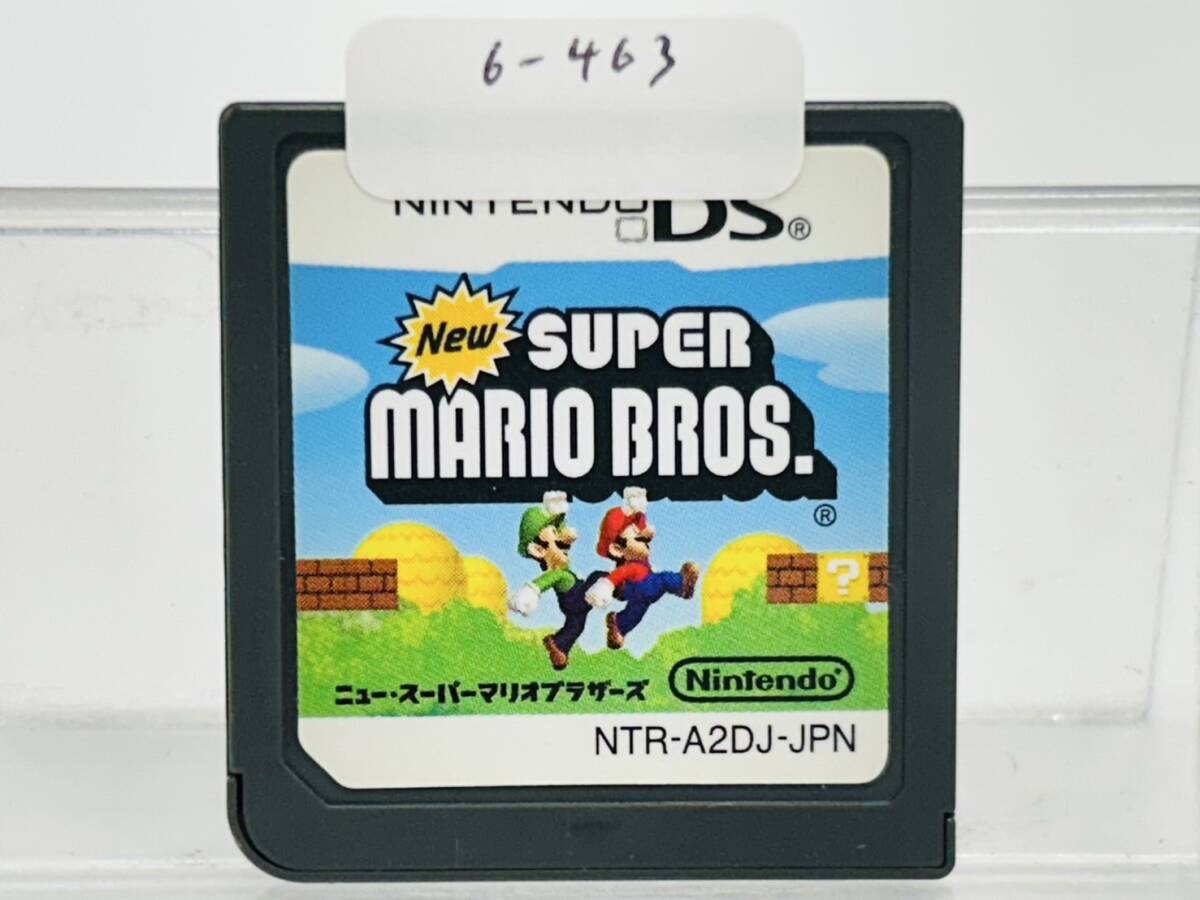 6-463
NINTENDO DS®
New SUPER
MARIO BROS.
®
?
ニュー・スーパーマリオブラザーズ
Nintendo®
NTR-A2DJ-JPN